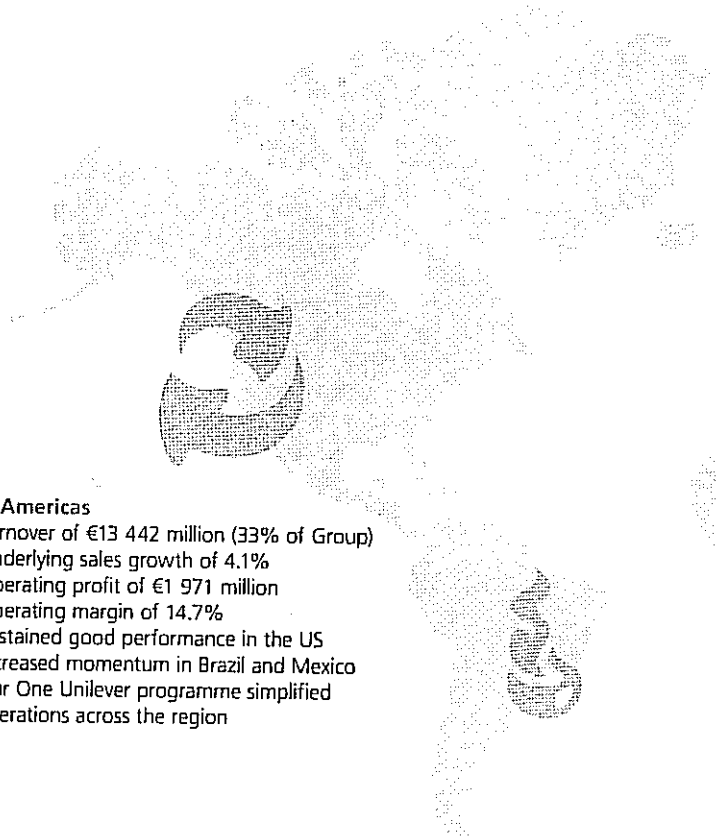 Americas
rnover of €13 442 million (33% of Group)
nderlying sales growth of 4.1%
perating profit of €1 971 million
perating margin of 14.7%
stained good performance in the US
creased momentum in Brazil and Mexico
ur One Unilever programme simplified
erations across the region